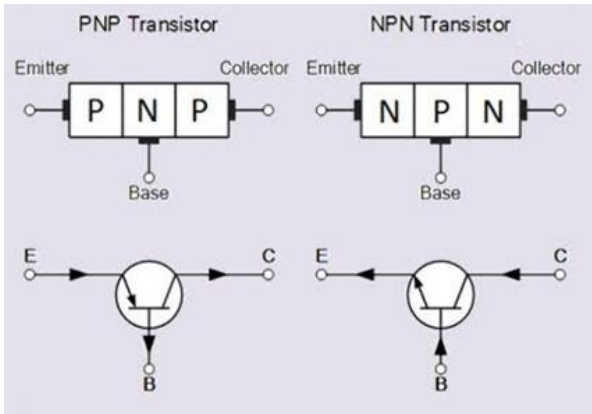 PNP Transistor
NPN Transistor
Emitter
Collector
Emitter
Collector
P N P
N P N
Base
Base
E
C
E
C
B
B